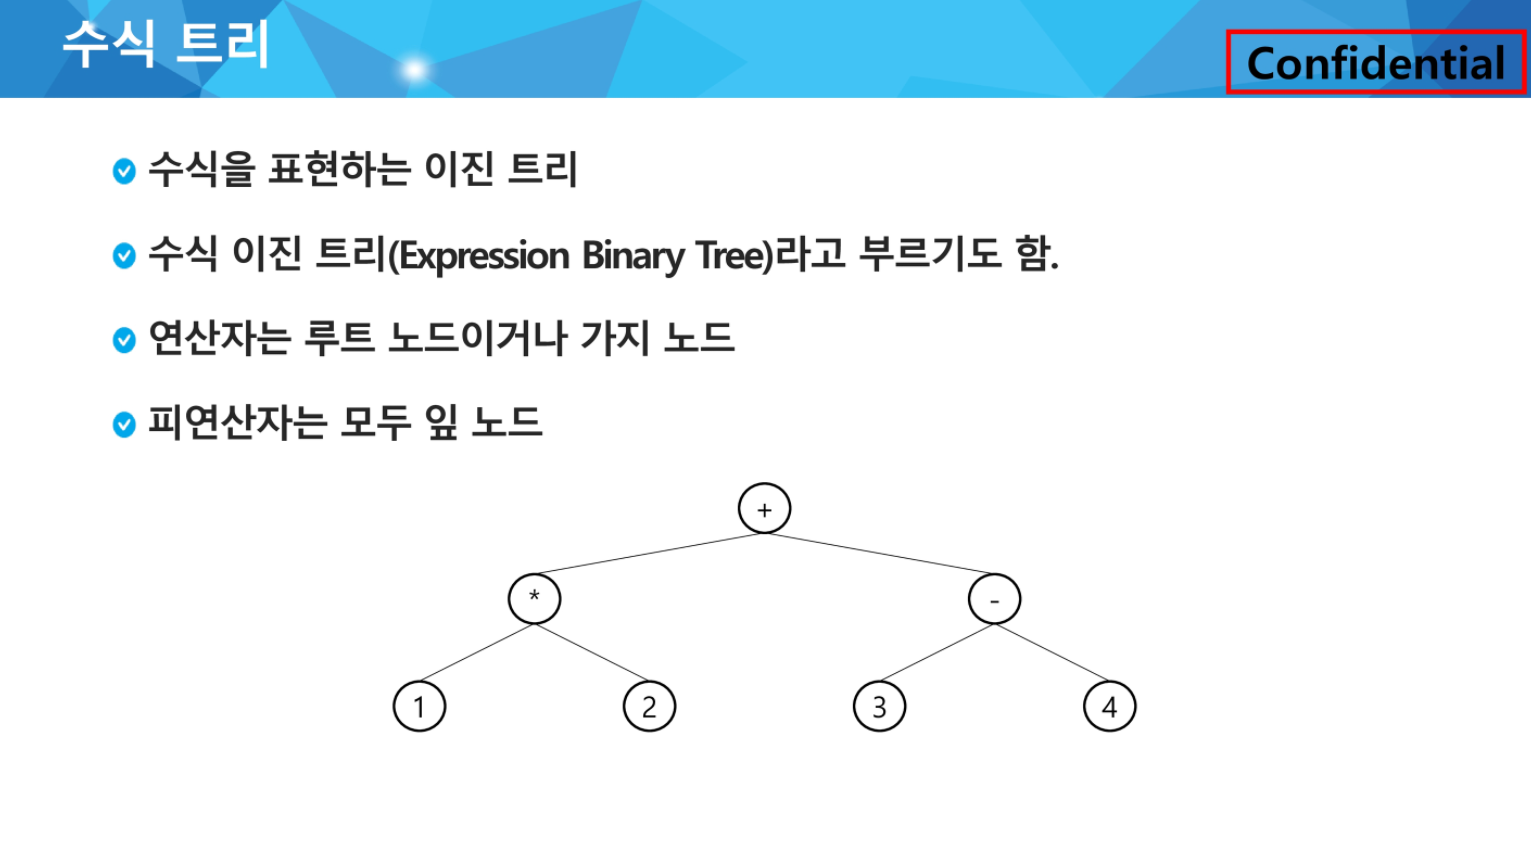 수식 트리
Confidential
수식을 표현하는 이진 트리
수식 이진 트리(Expression Binary Tree)라고 부르기도 함.
연산자는 루트 노드이거나 가지 노드
피연산자는 모두 잎 노드
+
* -
1 2 3 4